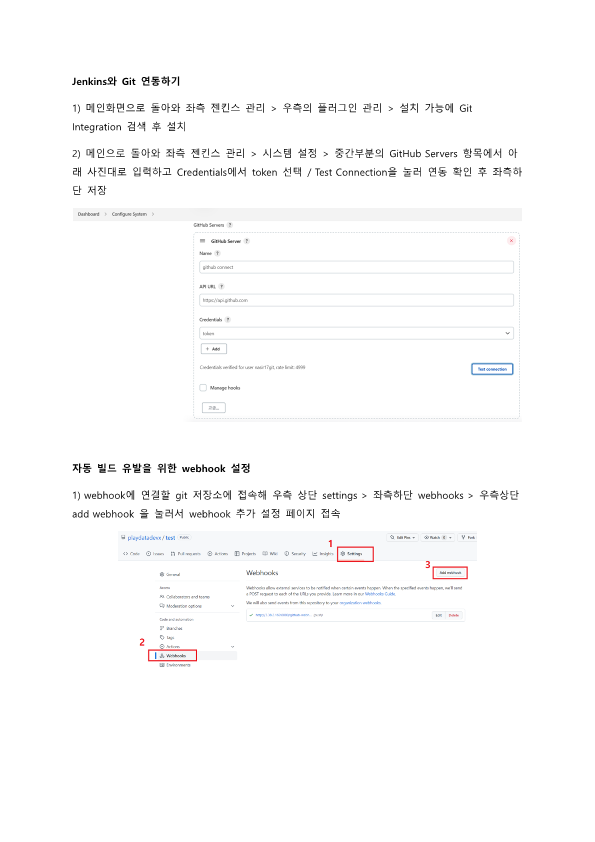 Jenkins와 Git 연동하기
1) 메인화면으로 돌아와 좌측 젠킨스 관리 > 우측의 플러그인 관리 > 설치 가능에 Git
Integration 검색 후 설치
2) 메인으로 돌아와 좌측 젠킨스 관리 > 시스템 설정 > 중간부분의 GitHub Servers 항목에서 아
래 사진대로 입력하고 Credentials에서 token 선택 / Test Connection을 눌러 연동 확인 후 좌측하
단 저장
Dashboard > Configure System >
GitHub Servers ?
GitHub Server ?
Name ?
github connect
API URL ?
https://api.github.com
Credentials ?
token
+ Add
Credentials verified for user nasir17git, rate limit: 4999
Test connection
Manage hooks
고급...
자동 빌드 유발을 위한 webhook 설정
1) webhook에 연결할 git 저장소에 접속해 우측 상단 settings > 좌측하단 webhooks > 우측상단
add webhook 을 눌러서 webhook 추가 설정 페이지 접속
playdatadevx / test Public
Edit Pins Watch 0 Fork
1
Code Issues Pull requests Actions Projects Wiki Security Insights Settings
3
General
Webhooks
Add webhook
Access
Collaborators and teams
Moderation options
Webhooks allow external services to be notified when certain events happen. When the specified events happen, we'll send
a POST request to each of the URLs you provide. Learn more in our Webhooks Guide.
We will also send events from this repository to your organization webhooks.
Code and automation
Branches
Edit Delete
Tags
Actions
2
Webhooks
Environments